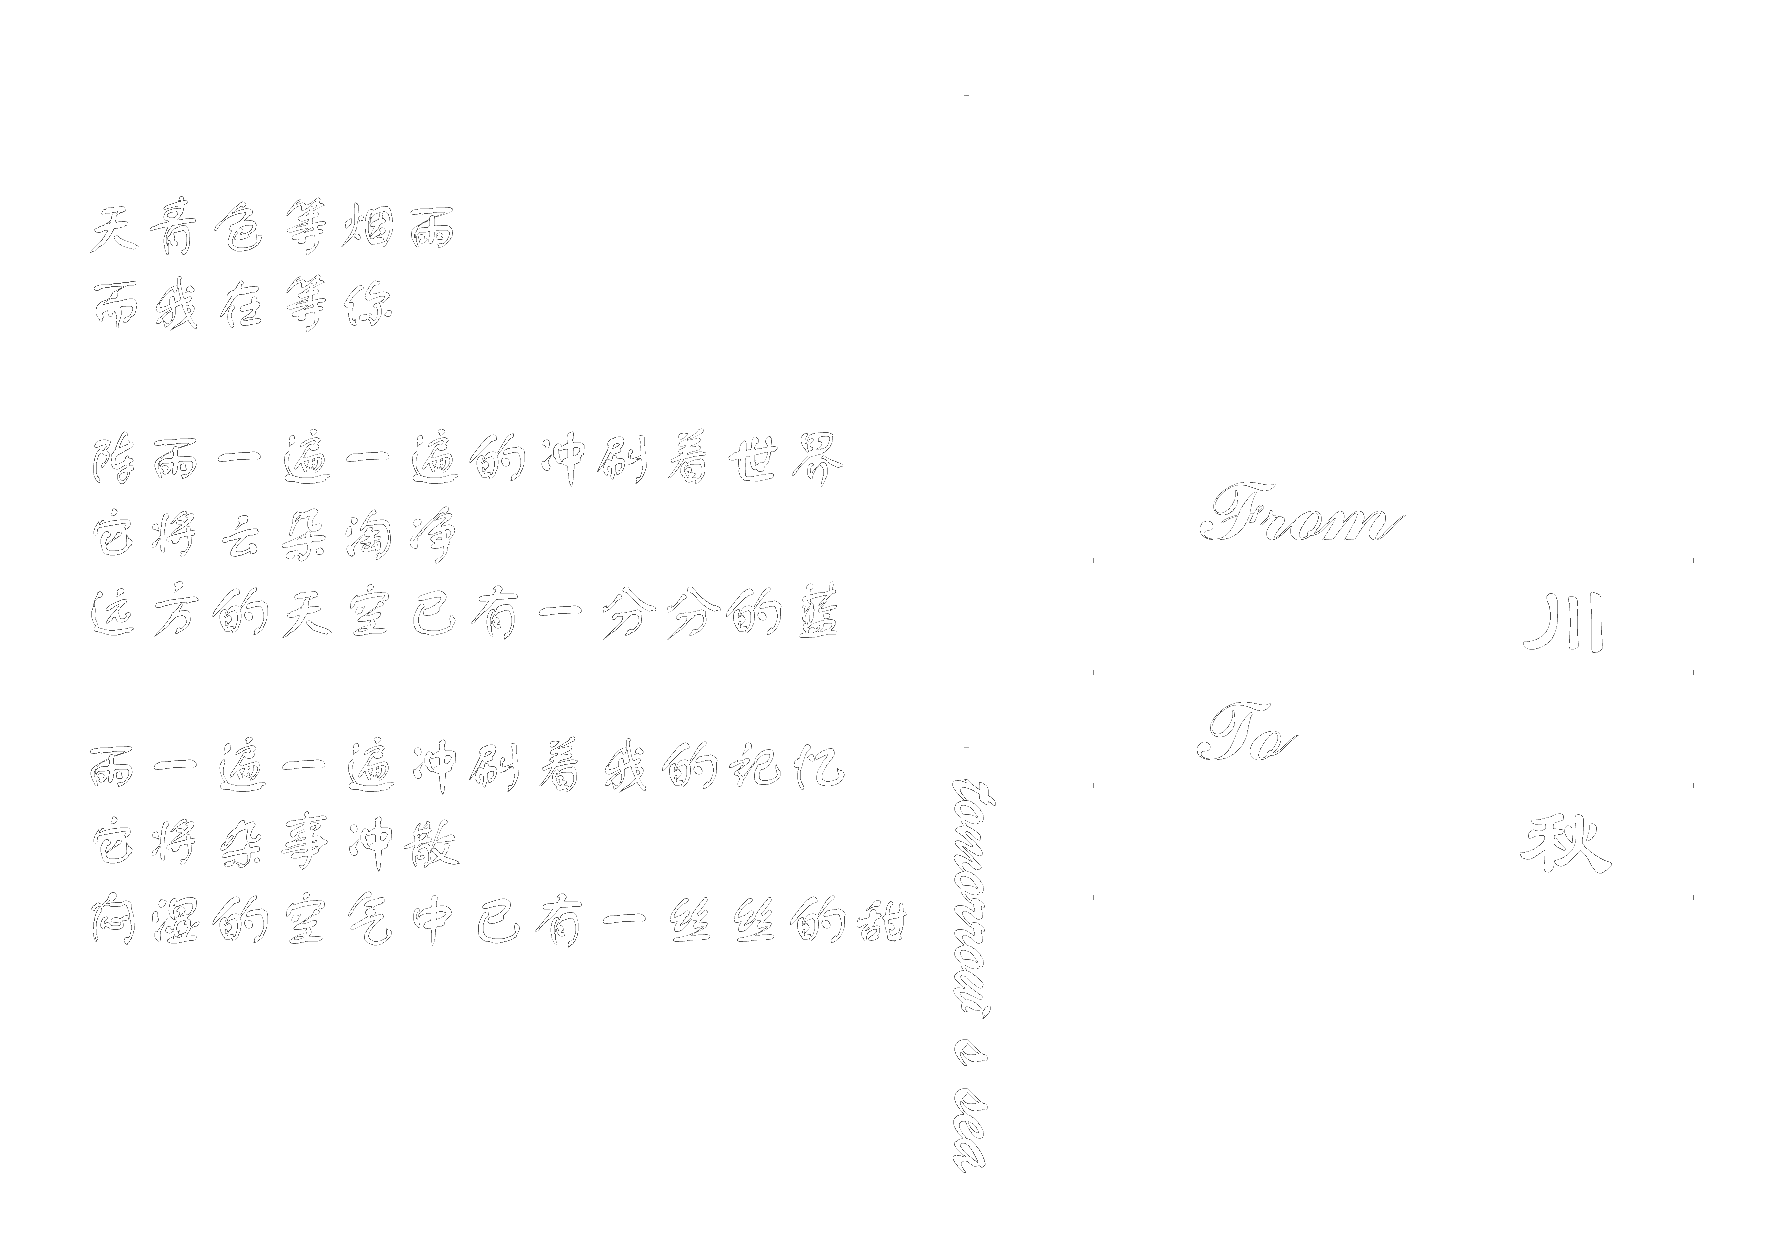 天青色等烟雨
而我在等你
阵雨一遍一遍的冲刷着世界
它将云朵淘净
远方的天空已有一分分的蓝
雨一遍一遍冲刷着我的记忆
它将杂事冲散
向湿的空气中已有一丝丝的甜
From
川
To
秋
tomorrow' s sea